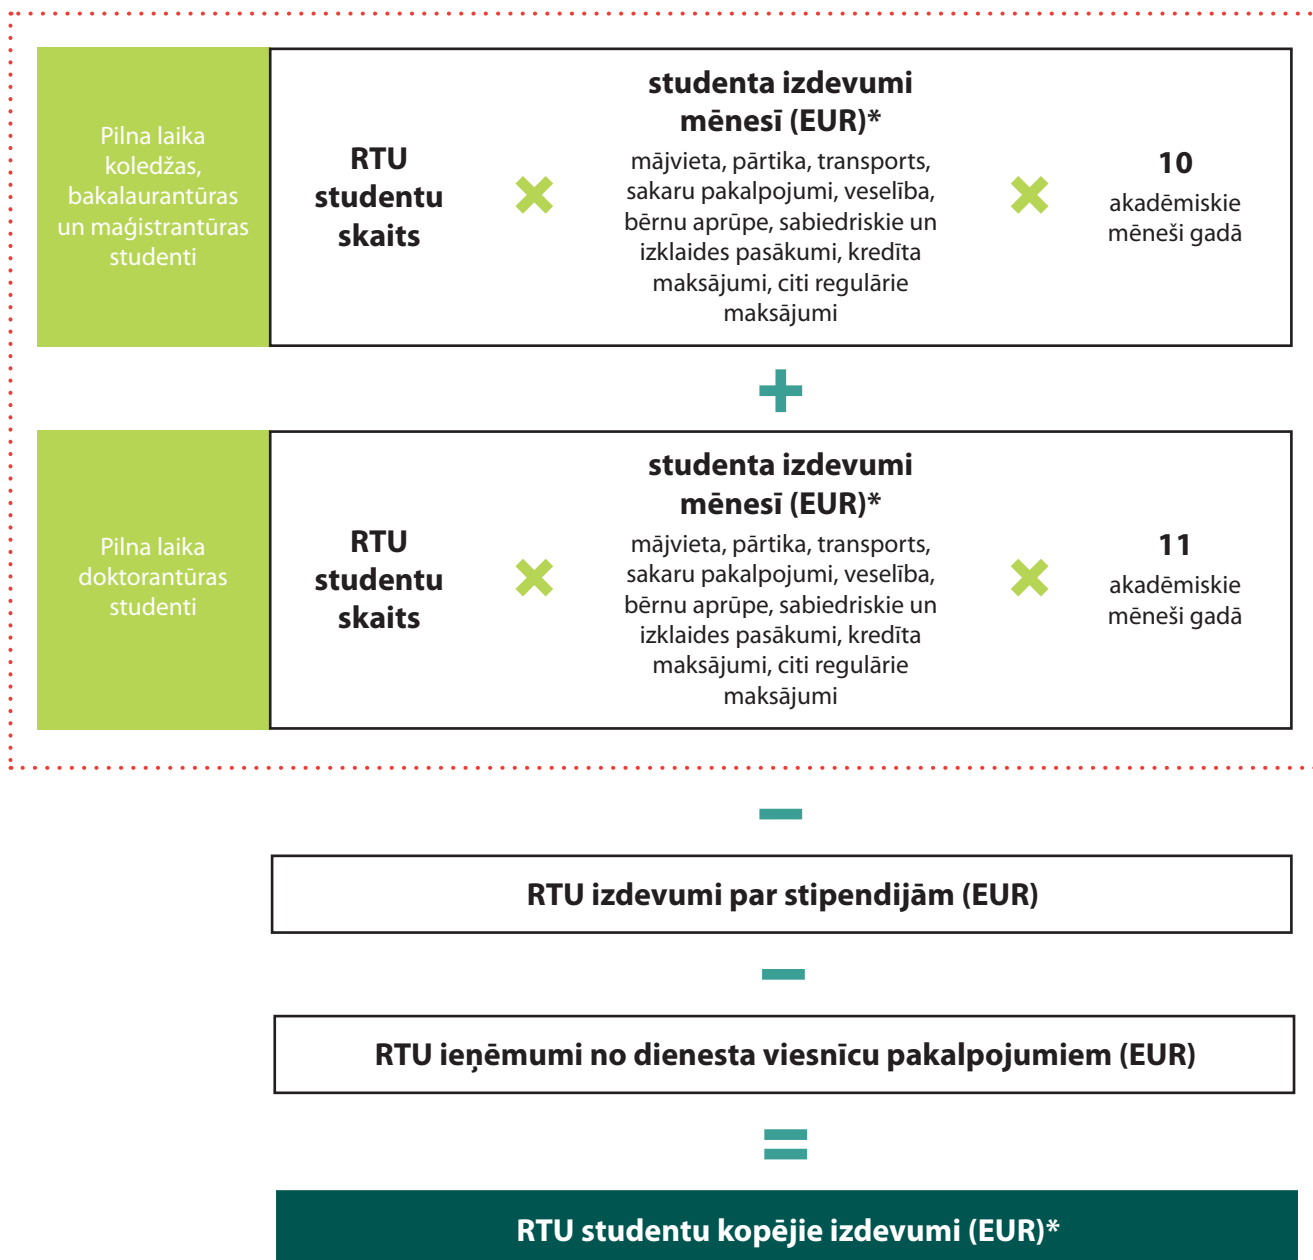 Pilna laika
koledžas,
bakalaurantūras
un maģistrantūras
studenti
RTU
studentu
skaits
×
studenta izdevumi
mēnesī (EUR)*
mājvieta, pārtika, transports,
sakaru pakalpojumi, veselība,
bērnu aprūpe, sabiedriskie un
izklaides pasākumi, kredīta
maksājumi, citi regulārie
maksājumi
×
10
akadēmiskie
mēneši gadā
+
Pilna laika
doktorantūras
studenti
RTU
studentu
skaits
×
studenta izdevumi
mēnesī (EUR)*
mājvieta, pārtika, transports,
sakaru pakalpojumi, veselība,
bērnu aprūpe, sabiedriskie un
izklaides pasākumi, kredīta
maksājumi, citi regulārie
maksājumi
×
11
akadēmiskie
mēneši gadā
−
RTU izdevumi par stipendijām (EUR)
−
RTU ieņēmumi no dienesta viesnīcu pakalpojumiem (EUR)
=
RTU studentu kopējie izdevumi (EUR)*